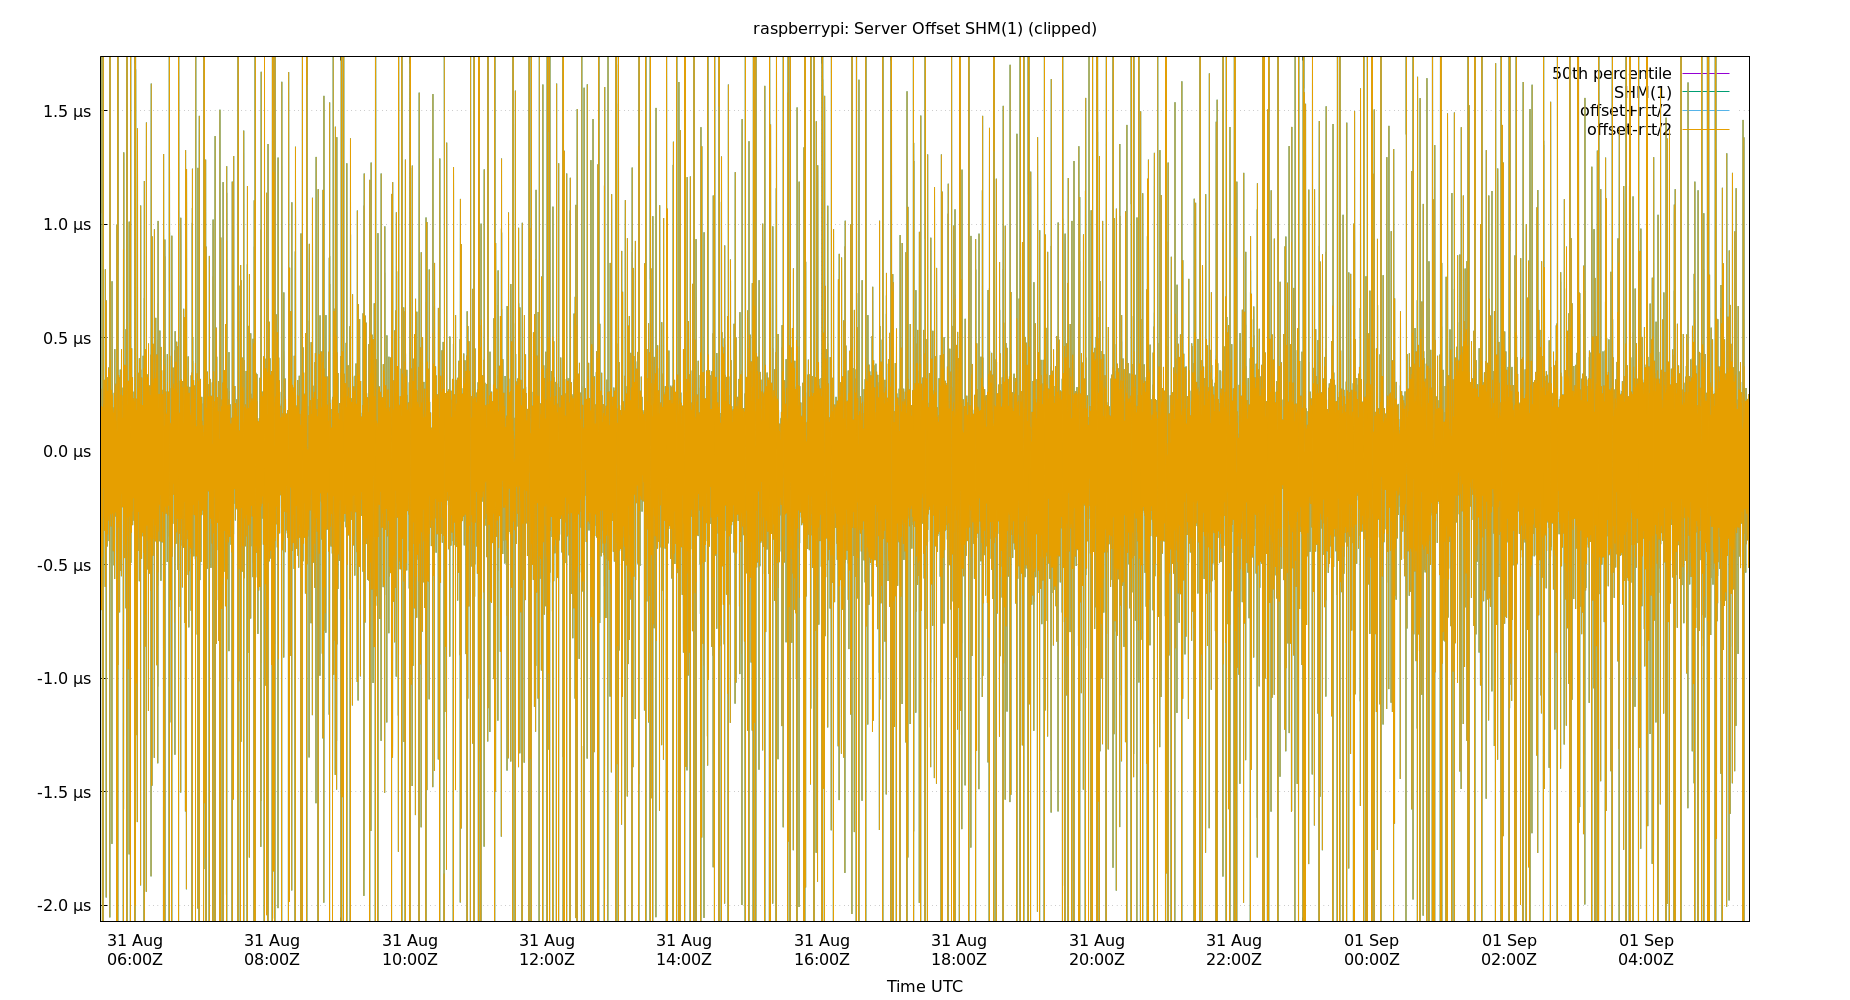 raspberrypi: Server Offset SHM(1) (clipped)
50th percentile
SHM(1)
offset+rtt/2
offset-rtt/2
1.5 µs
1.0 µs
0.5 µs
0.0 µs
-0.5 µs
-1.0 µs
-1.5 µs
-2.0 µs
31 Aug 31 Aug 31 Aug 31 Aug 31 Aug 31 Aug 31 Aug 31 Aug 31 Aug 01 Sep 01 Sep 01 Sep
06:00Z 08:00Z 10:00Z 12:00Z 14:00Z 16:00Z 18:00Z 20:00Z 22:00Z 00:00Z 02:00Z 04:00Z
Time UTC